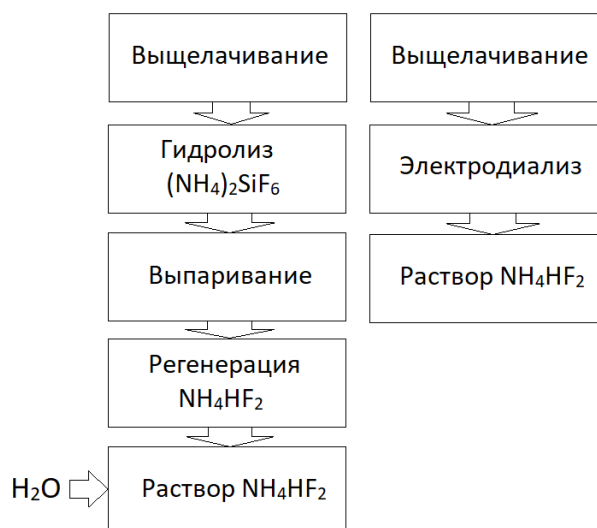 Выщелачивание
Гидролиз
(NH₄)₂SiF₆
Выпаривание
Регенерация
NH₄HF₂
H₂O
Раствор NH₄HF₂
Выщелачивание
Электродиализ
Раствор NH₄HF₂